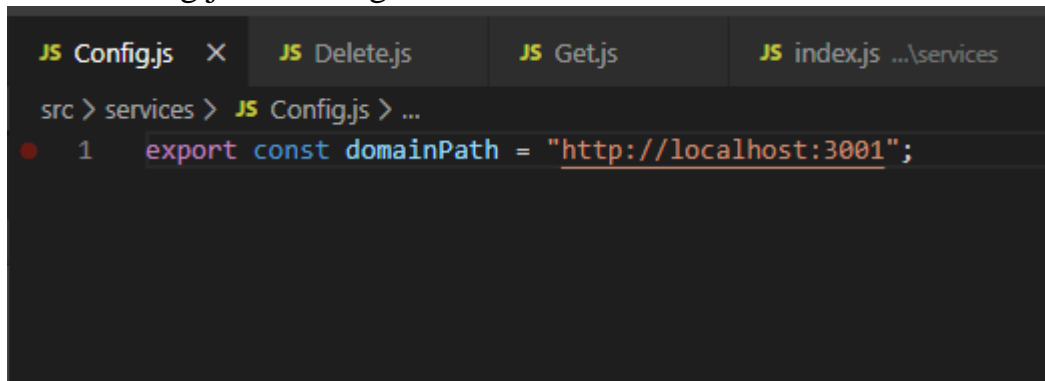 JS Config.js × JS Delete.js JS Get.js JS index.js ...\services
src > services > JS Config.js > ...
1 export const domainPath = "http://localhost:3001";